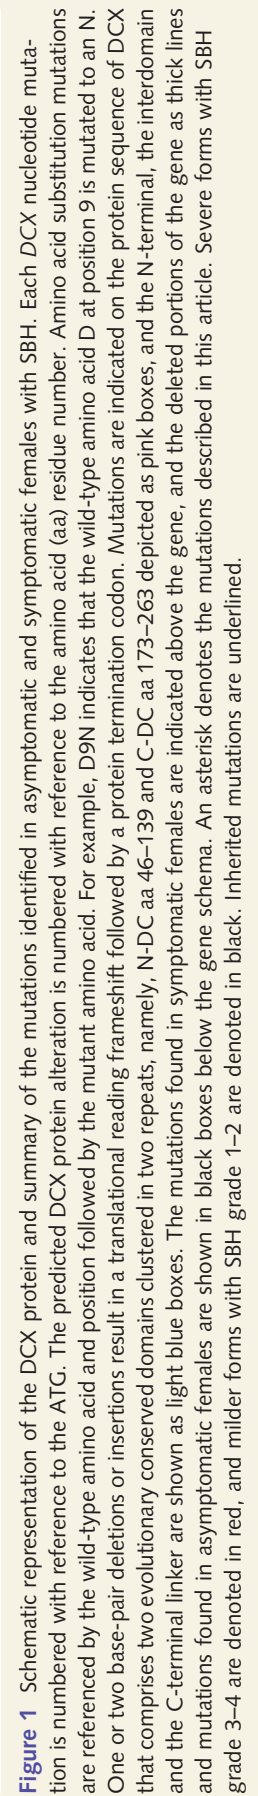 Figure 1 Schematic representation of the DCX protein and summary of the mutations identified in asymptomatic and symptomatic females with SBH. Each DCX nucleotide muta-
tion is numbered with reference to the ATG. The predicted DCX protein alteration is numbered with reference to the amino acid (aa) residue number. Amino acid substitution mutations
are referenced by the wild-type amino acid and position followed by the mutant amino acid. For example, D9N indicates that the wild-type amino acid D at position 9 is mutated to an N.
One or two base-pair deletions or insertions result in a translational reading frameshift followed by a protein termination codon. Mutations are indicated on the protein sequence of DCX
that comprises two evolutionary conserved domains clustered in two repeats, namely, N-DC aa 46–139 and C-DC aa 173–263 depicted as pink boxes, and the N-terminal, the interdomain
and the C-terminal linker are shown as light blue boxes. The mutations found in symptomatic females are indicated above the gene, and the deleted portions of the gene as thick lines
and mutations found in asymptomatic females are shown in black boxes below the gene schema. An asterisk denotes the mutations described in this article. Severe forms with SBH
grade 3–4 are denoted in red, and milder forms with SBH grade 1–2 are denoted in black. Inherited mutations are underlined.